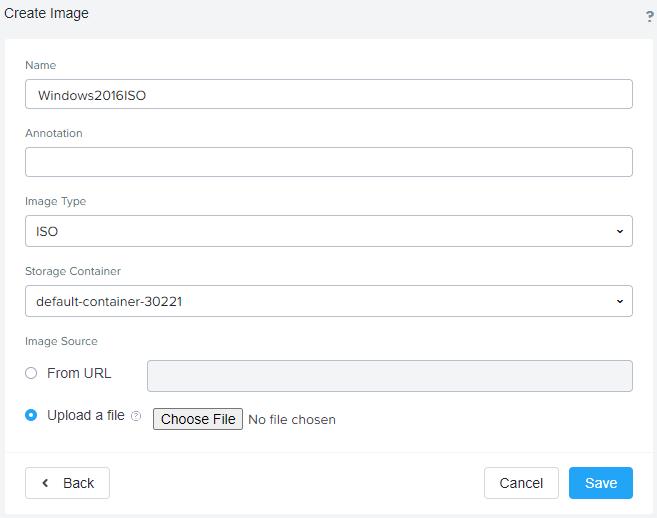 Create Image
?
Name
Windows2016ISO
Annotation
Image Type
ISO
Storage Container
default-container-30221
Image Source
From URL
Upload a file ? Choose File No file chosen
Back Cancel Save